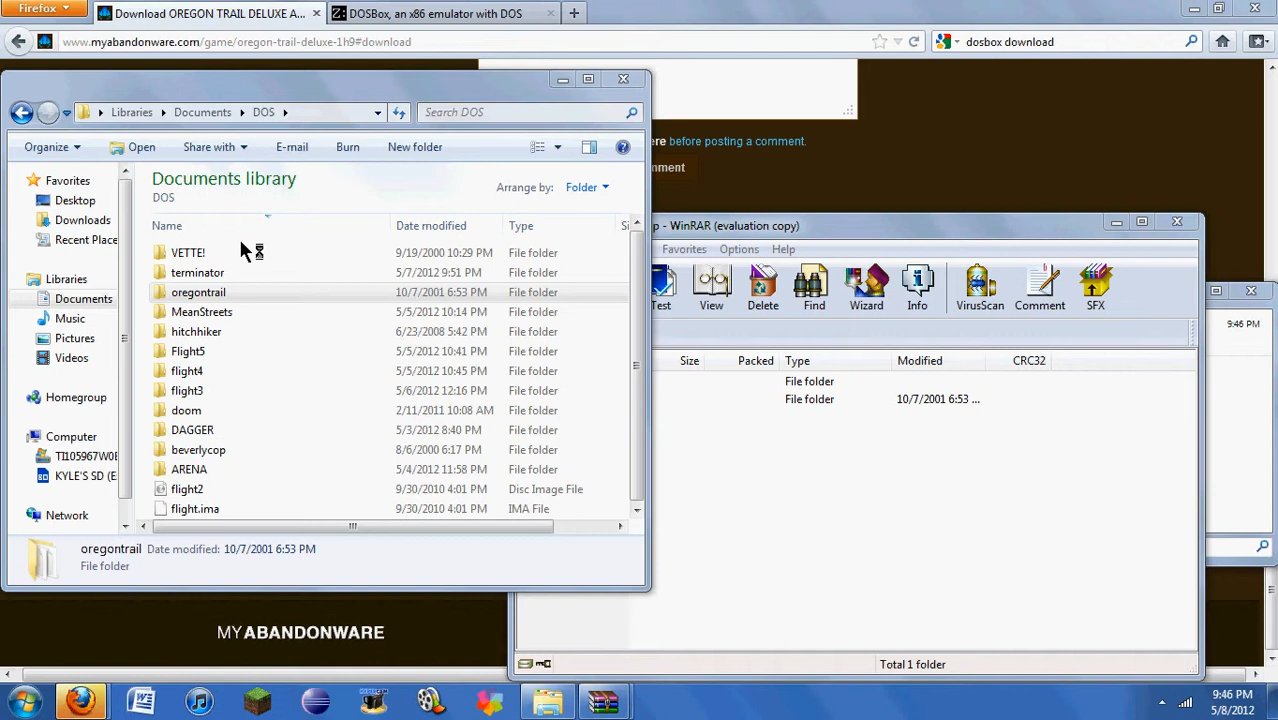 Firefox
Download OREGON TRAIL DELUXE A...
DOSBox, an x86 emulator with DOS
www.myabandonware.com/game/oregon-trail-deluxe-1h9#download
dosbox download
ere before posting a comment.
mment
Libraries Documents DOS
Search DOS
Organize Open Share with E-mail Burn New folder
Documents library
DOS
Arrange by: Folder
Name Date modified Type Si
VETTE! 9/19/2000 10:29 PM File folder
terminator 5/7/2012 9:51 PM File folder
oregontrail 10/7/2001 6:53 PM File folder
MeanStreets 5/5/2012 10:14 PM File folder
hitchhiker 6/23/2008 5:42 PM File folder
Flight5 5/5/2012 10:41 PM File folder
flight4 5/5/2012 10:45 PM File folder
flight3 5/6/2012 12:16 PM File folder
doom 2/11/2011 10:08 AM File folder
DAGGER 5/3/2012 8:40 PM File folder
beverlycop 8/6/2000 6:17 PM File folder
ARENA 5/4/2012 11:58 PM File folder
flight2 9/30/2010 4:01 PM Disc Image File
flight.ima 9/30/2010 4:01 PM IMA File
Favorites
Desktop
Downloads
Recent Place
Libraries
Documents
Music
Pictures
Videos
Homegroup
Computer
TI105967W0E
KYLE'S SD (E
Network
oregontrail Date modified: 10/7/2001 6:53 PM
File folder
p - WinRAR (evaluation copy)
Favorites Options Help
Test View Delete Find Wizard Info VirusScan Comment SFX
Size Packed Type Modified CRC32
File folder
File folder 10/7/2001 6:53 ...
Total 1 folder
9:46 PM
MYABANDONWARE
9:46 PM
5/8/2012